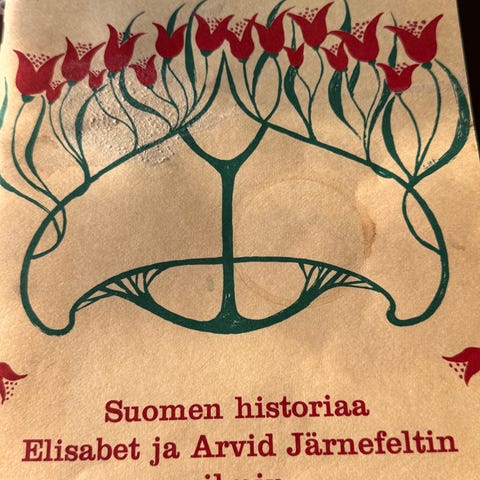 Suomen historiaa
Elisabet ja Arvid Järnefeltin